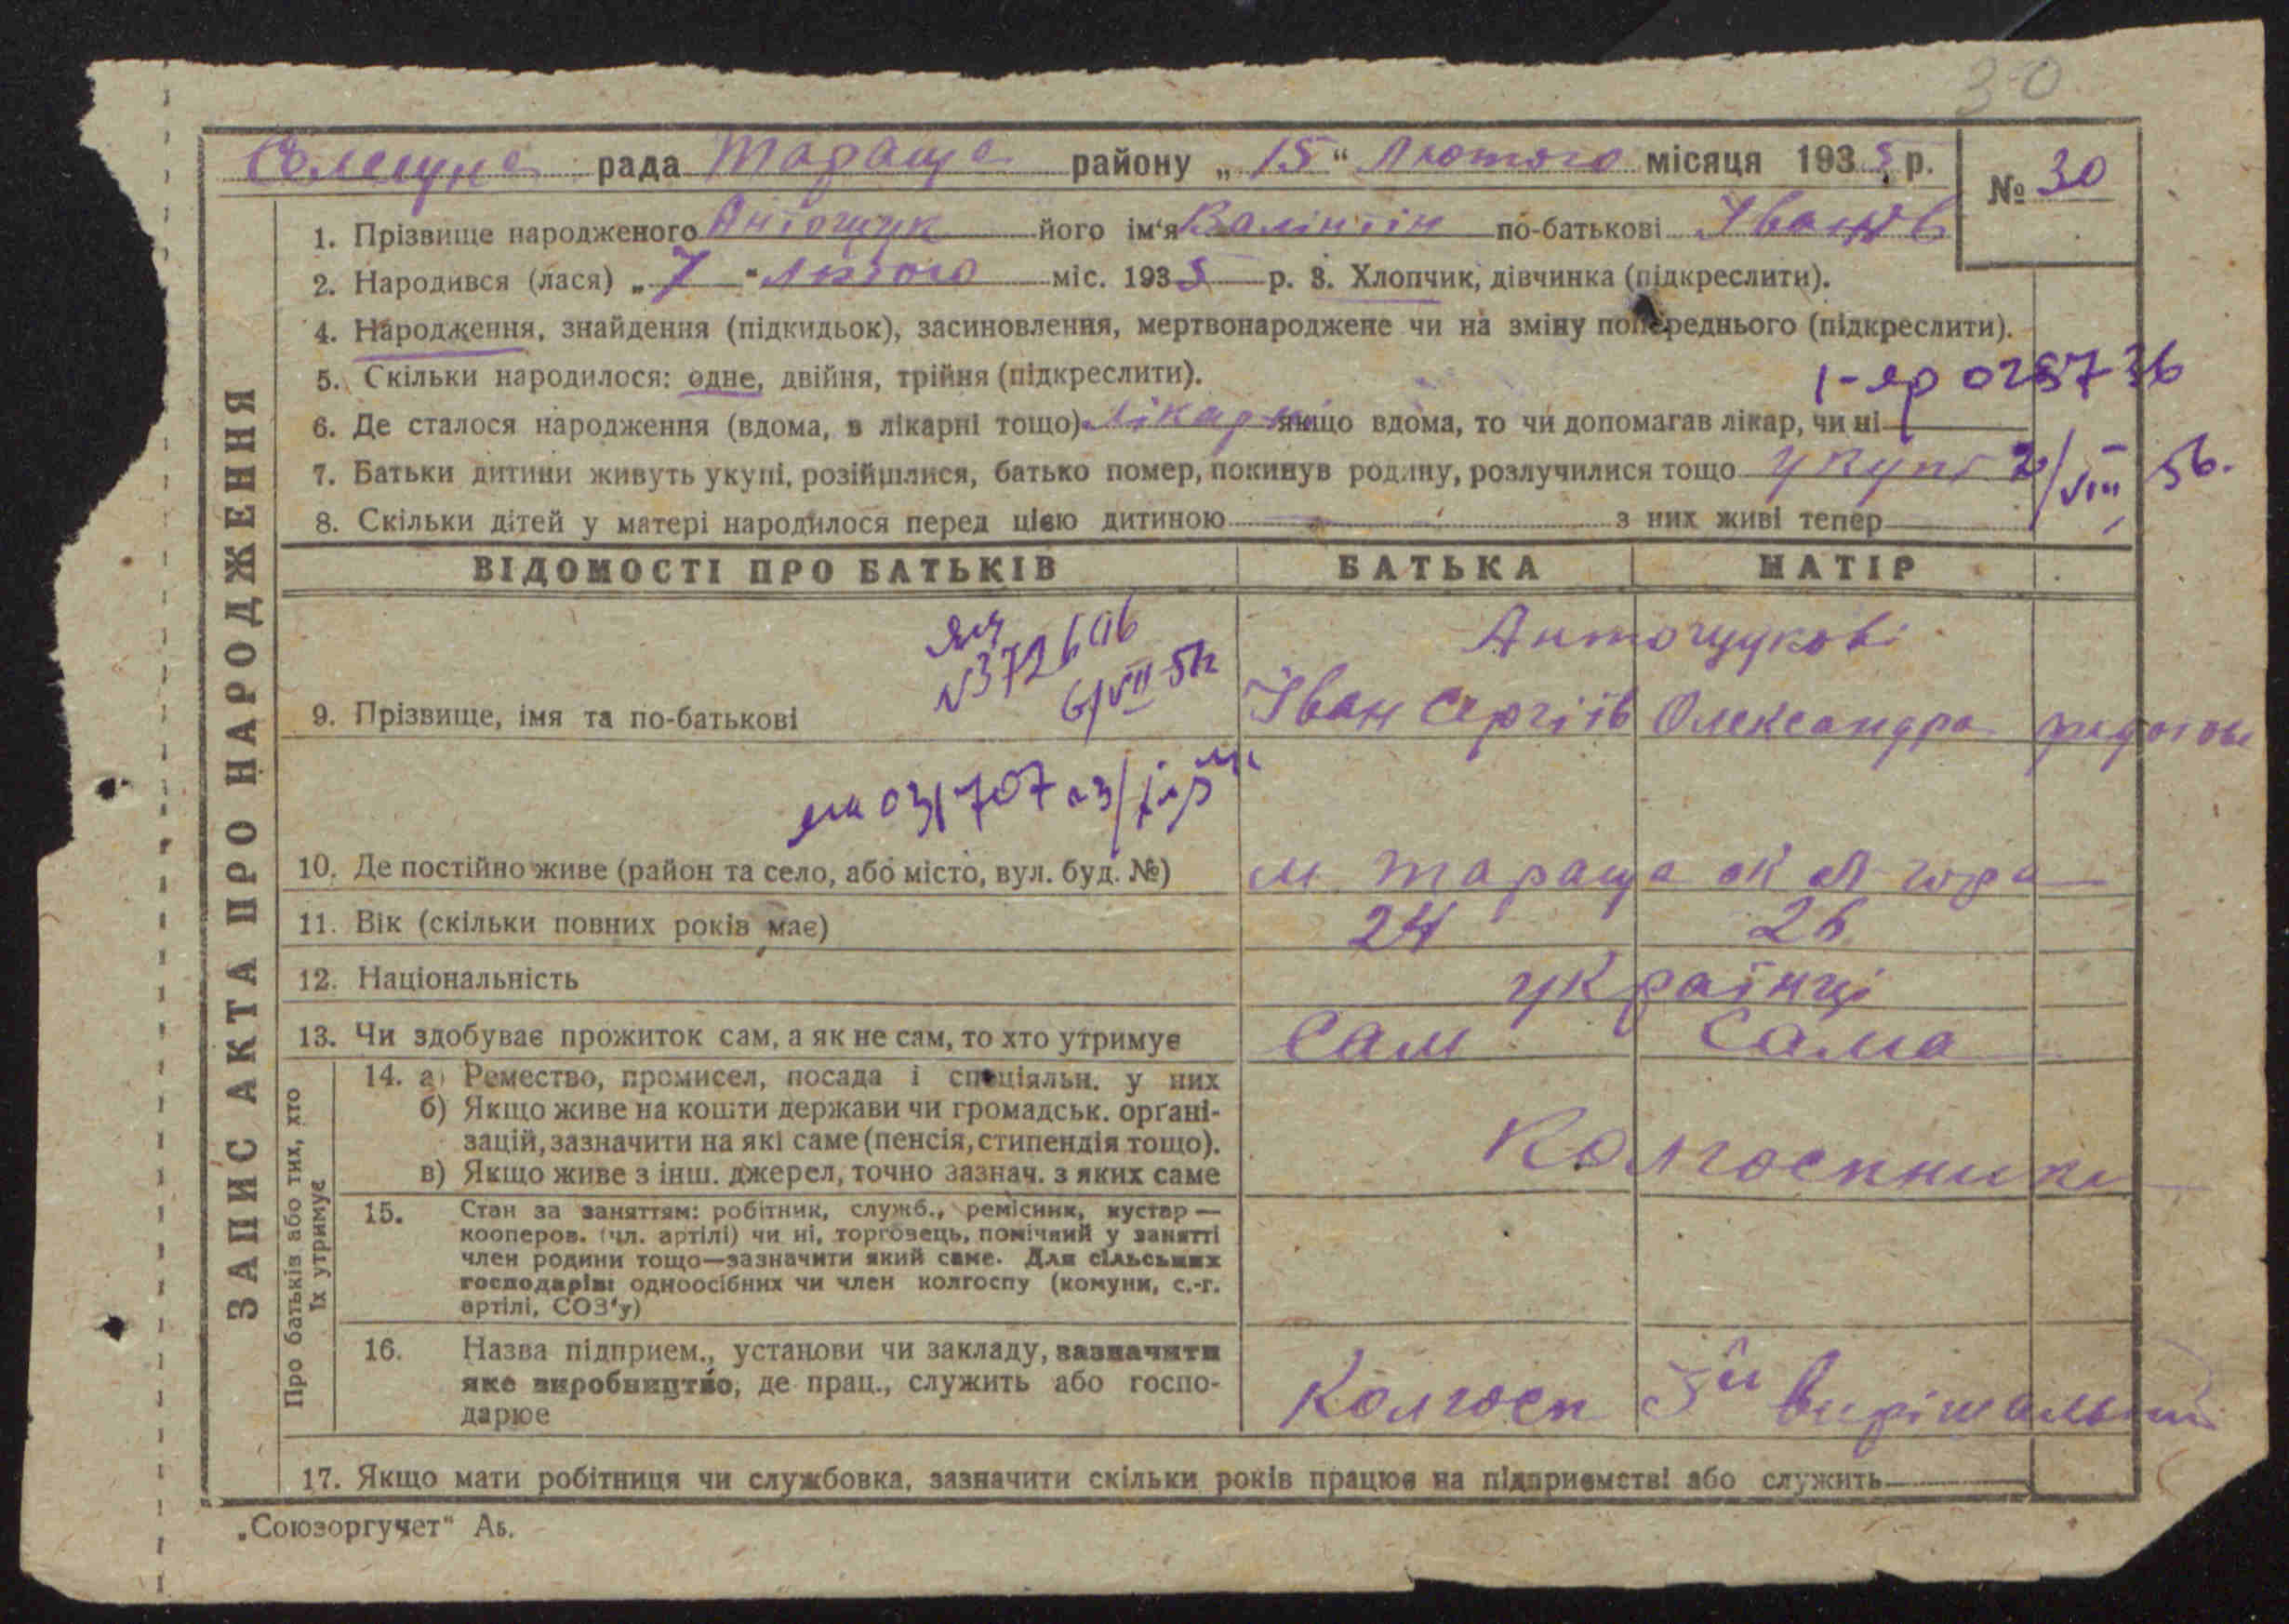 30
Селищна рада Тараща району „15“ Лютого місяця 1935 р. № 30
1. Прізвище народженого Антощук його ім'я Валінтін по-батькові Іванів
2. Народився (лася) „7“ Лютого міс. 1935 р. 3. Хлопчик, дівчинка (підкреслити).
4. Народження, знайдення (підкидьок), засиновлення, мертвонароджене чи на зміну попереднього (підкреслити).
5. Скільки народилося: одне, двійня, трійня (підкреслити).
6. Де сталося народження (вдома, в лікарні тощо) лікарні якщо вдома, то чи допомагав лікар, чи ні
7. Батьки дитини живуть укупі, розійшлися, батько помер, покинув родину, розлучилися тощо укупі
8. Скільки дітей у матері народилося перед цією дитиною з них живі тепер
ЗАПИС АКТА ПРО НАРОДЖЕННЯ
ВІДОМОСТІ ПРО БАТЬКІВ БАТЬКА МАТІР
Антощукові
9. Прізвище, імя та по-батькові Іван Сергіїв Олександра
10. Де постійно живе (район та село, або місто, вул. буд. №) м. Тараща
11. Вік (скільки повних років має) 24 26
12. Національність українці
13. Чи здобуває прожиток сам, а як не сам, то хто утримує Сам Сама
Про батьків або тих, хто їх утримує
14. а) Ремество, промисел, посада і спеціяльн. у них
б) Якщо живе на кошти держави чи громадськ. органі-
зацій, зазначити на які саме (пенсія, стипендія тощо).
в) Якщо живе з інш. джерел, точно зазнач. з яких саме Колгоспники
15. Стан за заняттям: робітник, служб., ремісник, кустар —
кооперов. (чл. артілі) чи ні, торговець, помічний у занятті
член родини тощо—зазначити який саме. Для сільських
господарів: одноосібних чи член колгоспу (комуни, с.-г.
артілі, СОЗ'у)
16. Назва підприєм., установи чи закладу, зазначити
яке виробництво, де прац., служить або госпо- Колгосп 3й Вирішальний
дарює
17. Якщо мати робітниця чи службовка, зазначити скільки років працює на підприємстві або служить
„Союзоргучет“ Аб.